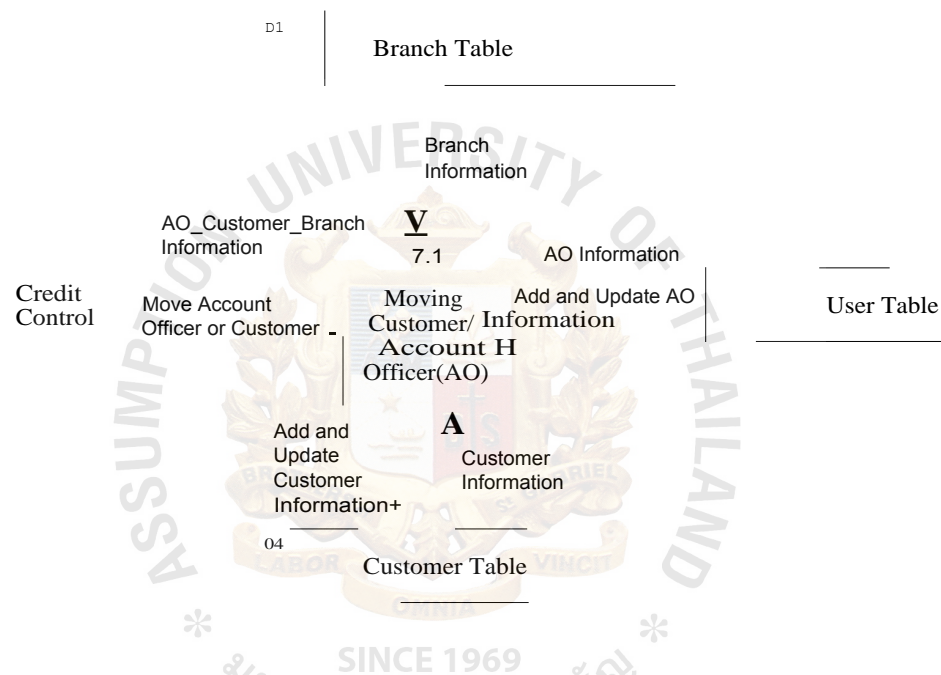 D1
Branch Table
Branch
Information
AO_Customer_Branch
Information
V
7.1
AO Information
Credit
Control
Move Account
Officer or Customer -
Moving
Customer/
Account H
Officer(AO)
Add and Update AO
Information
User Table
Add and
Update
Customer
Information+
A
Customer
Information
04
Customer Table
ASSUMPTION UNIVERSITY OF THAILAND
LABOR
VINCIT
OMNIA
SINCE 1969